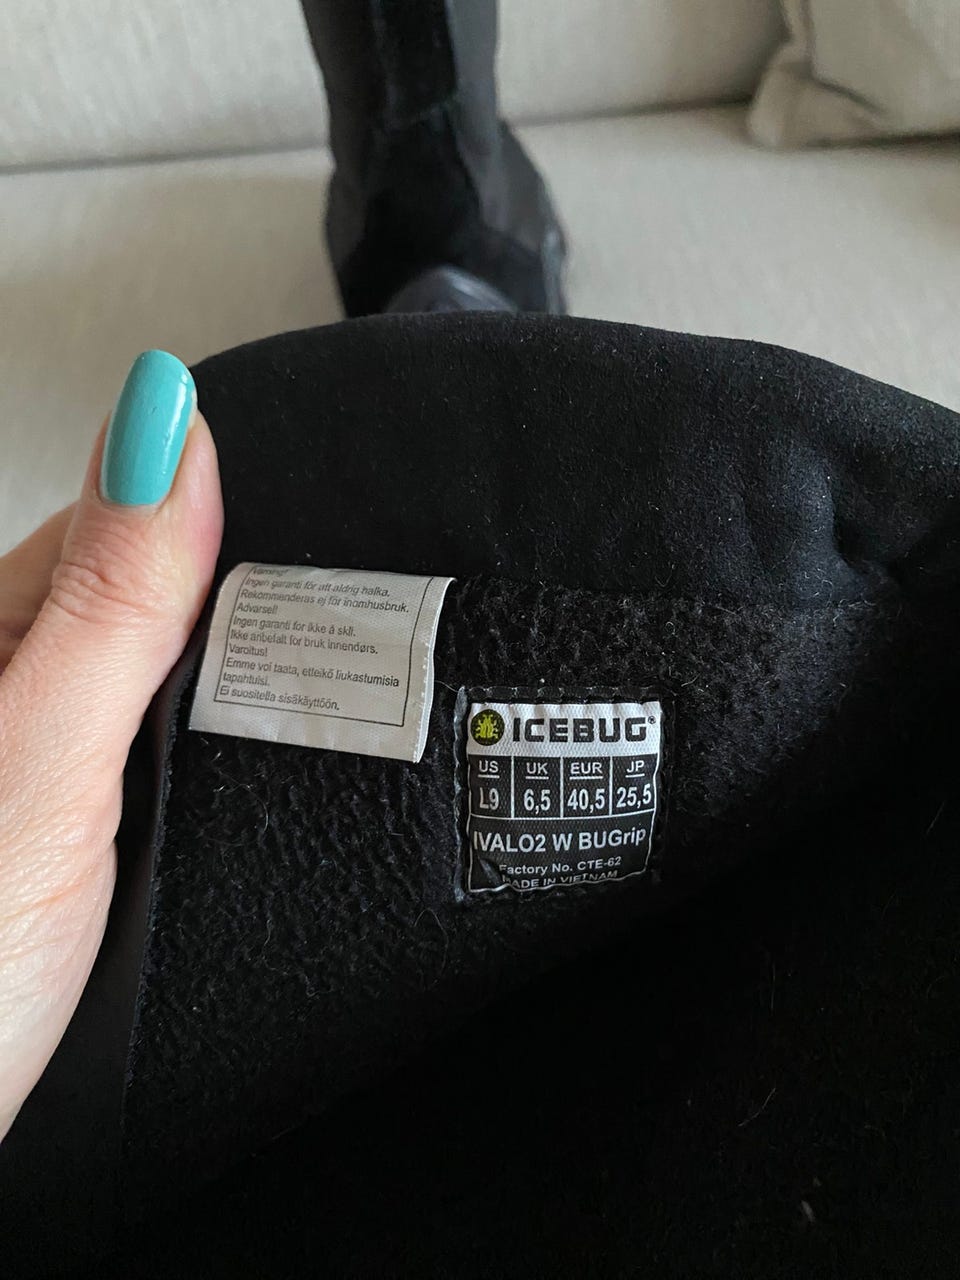 Varning!
Ingen garanti för att aldrig halka.
Rekommenderas ej för inomhusbruk.
Advarsel!
Ingen garanti for ikke å skli.
Ikke anbefalt for bruk innendørs.
Varoitus!
Emme voi taata, etteikö liukastumisia
tapahtuisi.
Ei suositella sisäkäyttöön.
ICEBUG®
US UK EUR JP
L9 6,5 40,5 25,5
IVALO2 W BUGrip
Factory No. CTE-62
MADE IN VIETNAM